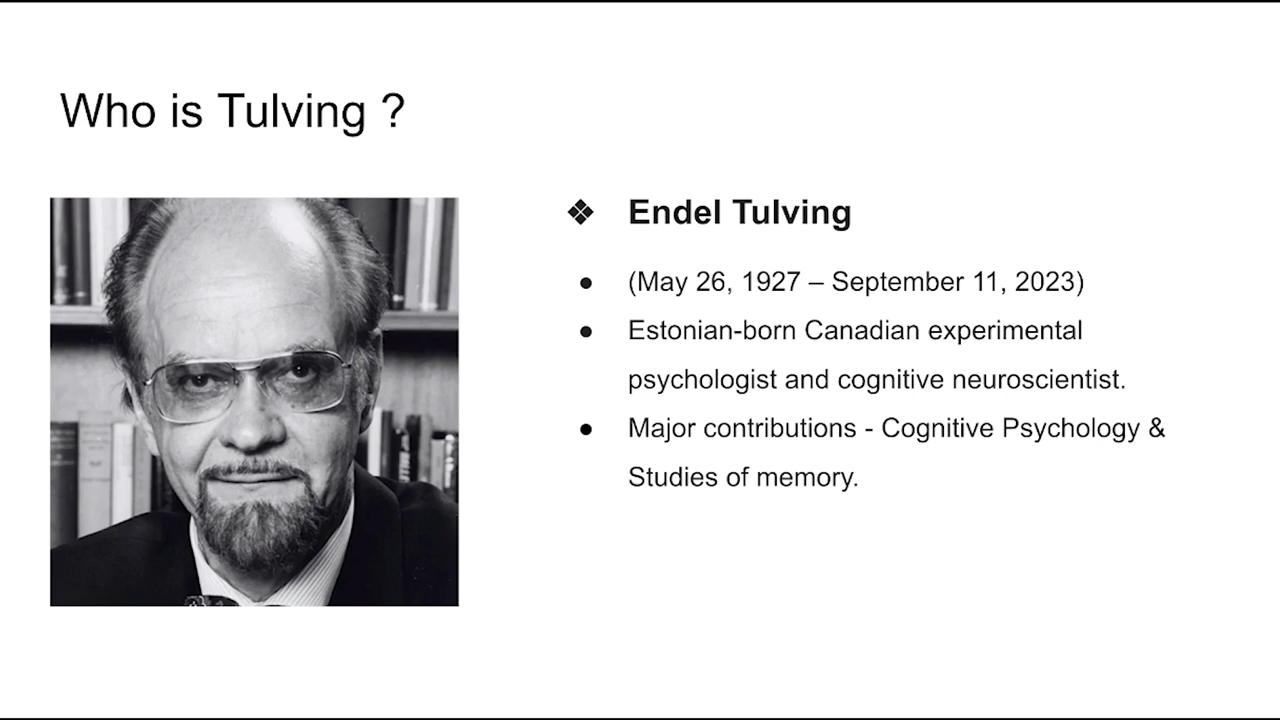 Who is Tulving ?
❖ Endel Tulving
● (May 26, 1927 – September 11, 2023)
● Estonian-born Canadian experimental
psychologist and cognitive neuroscientist.
● Major contributions - Cognitive Psychology &
Studies of memory.